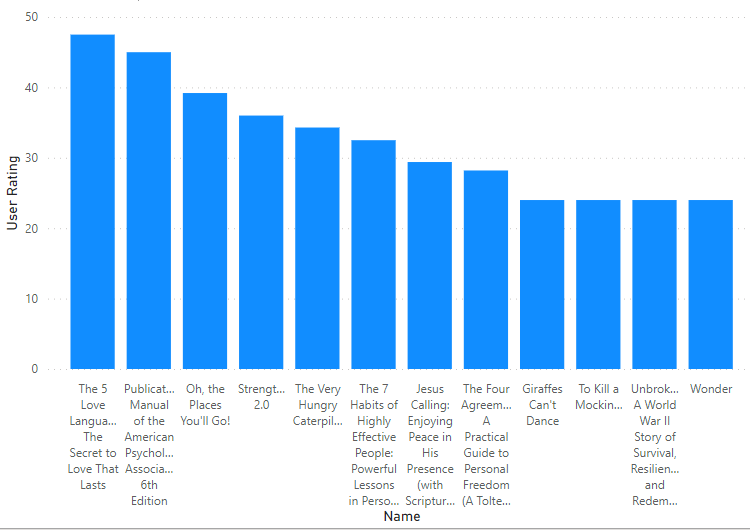 50
40
30
20
10
0
User Rating
The 5
Love
Langua...
The
Secret to
Love That
Lasts
Publicat...
Manual
of the
American
Psychol...
Associa...
6th
Edition
Oh, the
Places
You'll Go!
Strengt...
2.0
The Very
Hungry
Caterpil...
The 7
Habits of
Highly
Effective
People:
Powerful
Lessons
in Perso...
Jesus
Calling:
Enjoying
Peace in
His
Presence
(with
Scriptur...
The Four
Agreem...
A
Practical
Guide to
Personal
Freedom
(A Tolte...
Giraffes
Can't
Dance
To Kill a
Mockin...
Unbrok...
A World
War II
Story of
Survival,
Resilien...
and
Redem...
Wonder
Name